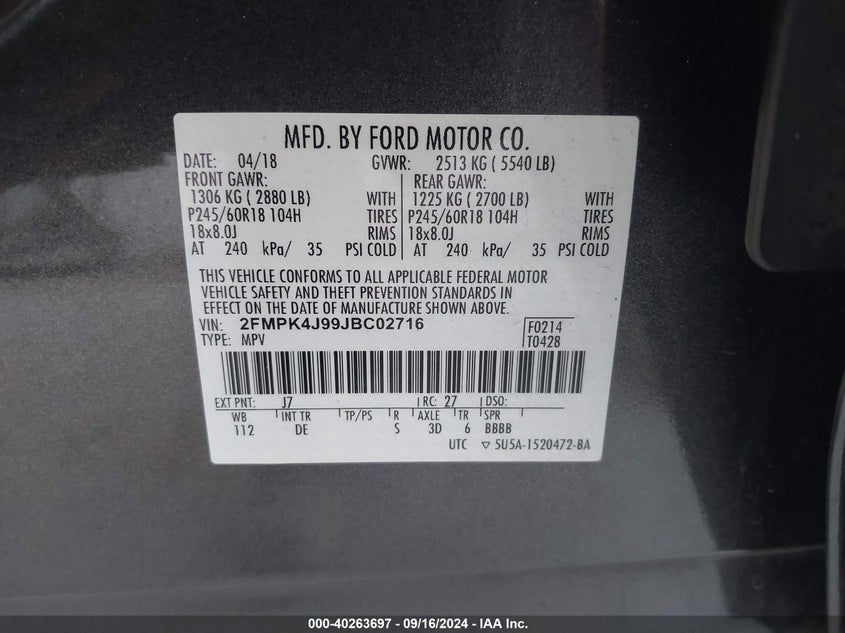 MFD. BY FORD MOTOR CO.
DATE: 04/18 GVWR: 2513 KG ( 5540 LB)
FRONT GAWR: REAR GAWR:
1306 KG ( 2880 LB) WITH 1225 KG ( 2700 LB) WITH
P245/60R18 104H TIRES P245/60R18 104H TIRES
18x8.0J RIMS 18x8.0J RIMS
AT 240 kPa/ 35 PSI COLD AT 240 kPa/ 35 PSI COLD
THIS VEHICLE CONFORMS TO ALL APPLICABLE FEDERAL MOTOR
VEHICLE SAFETY AND THEFT PREVENTION STANDARDS IN
EFFECT ON THE DATE OF MANUFACTURE SHOWN ABOVE.
VIN: 2FMPK4J99JBC02716 F0214
TYPE: MPV T0428
EXT PNT: J7 RC: 27 DSO:
WB INT TR TP/PS R AXLE TR SPR
112 DE S 3D 6 BBBB
UTC ▽ 5U5A-1520472-BA
000-40263697 - 09/16/2024 - IAA Inc.